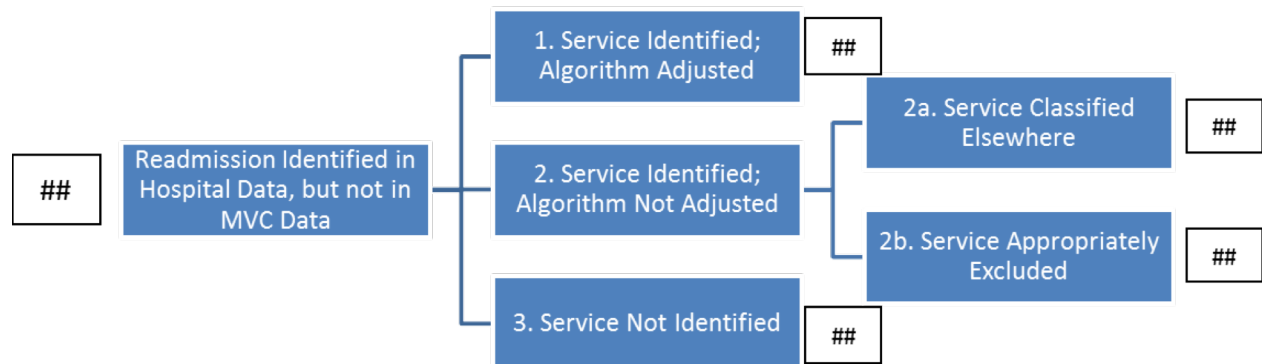 ##
Readmission Identified in
Hospital Data, but not in
MVC Data
1. Service Identified;
Algorithm Adjusted
##
2. Service Identified;
Algorithm Not Adjusted
2a. Service Classified
Elsewhere
##
2b. Service Appropriately
Excluded
##
3. Service Not Identified
##